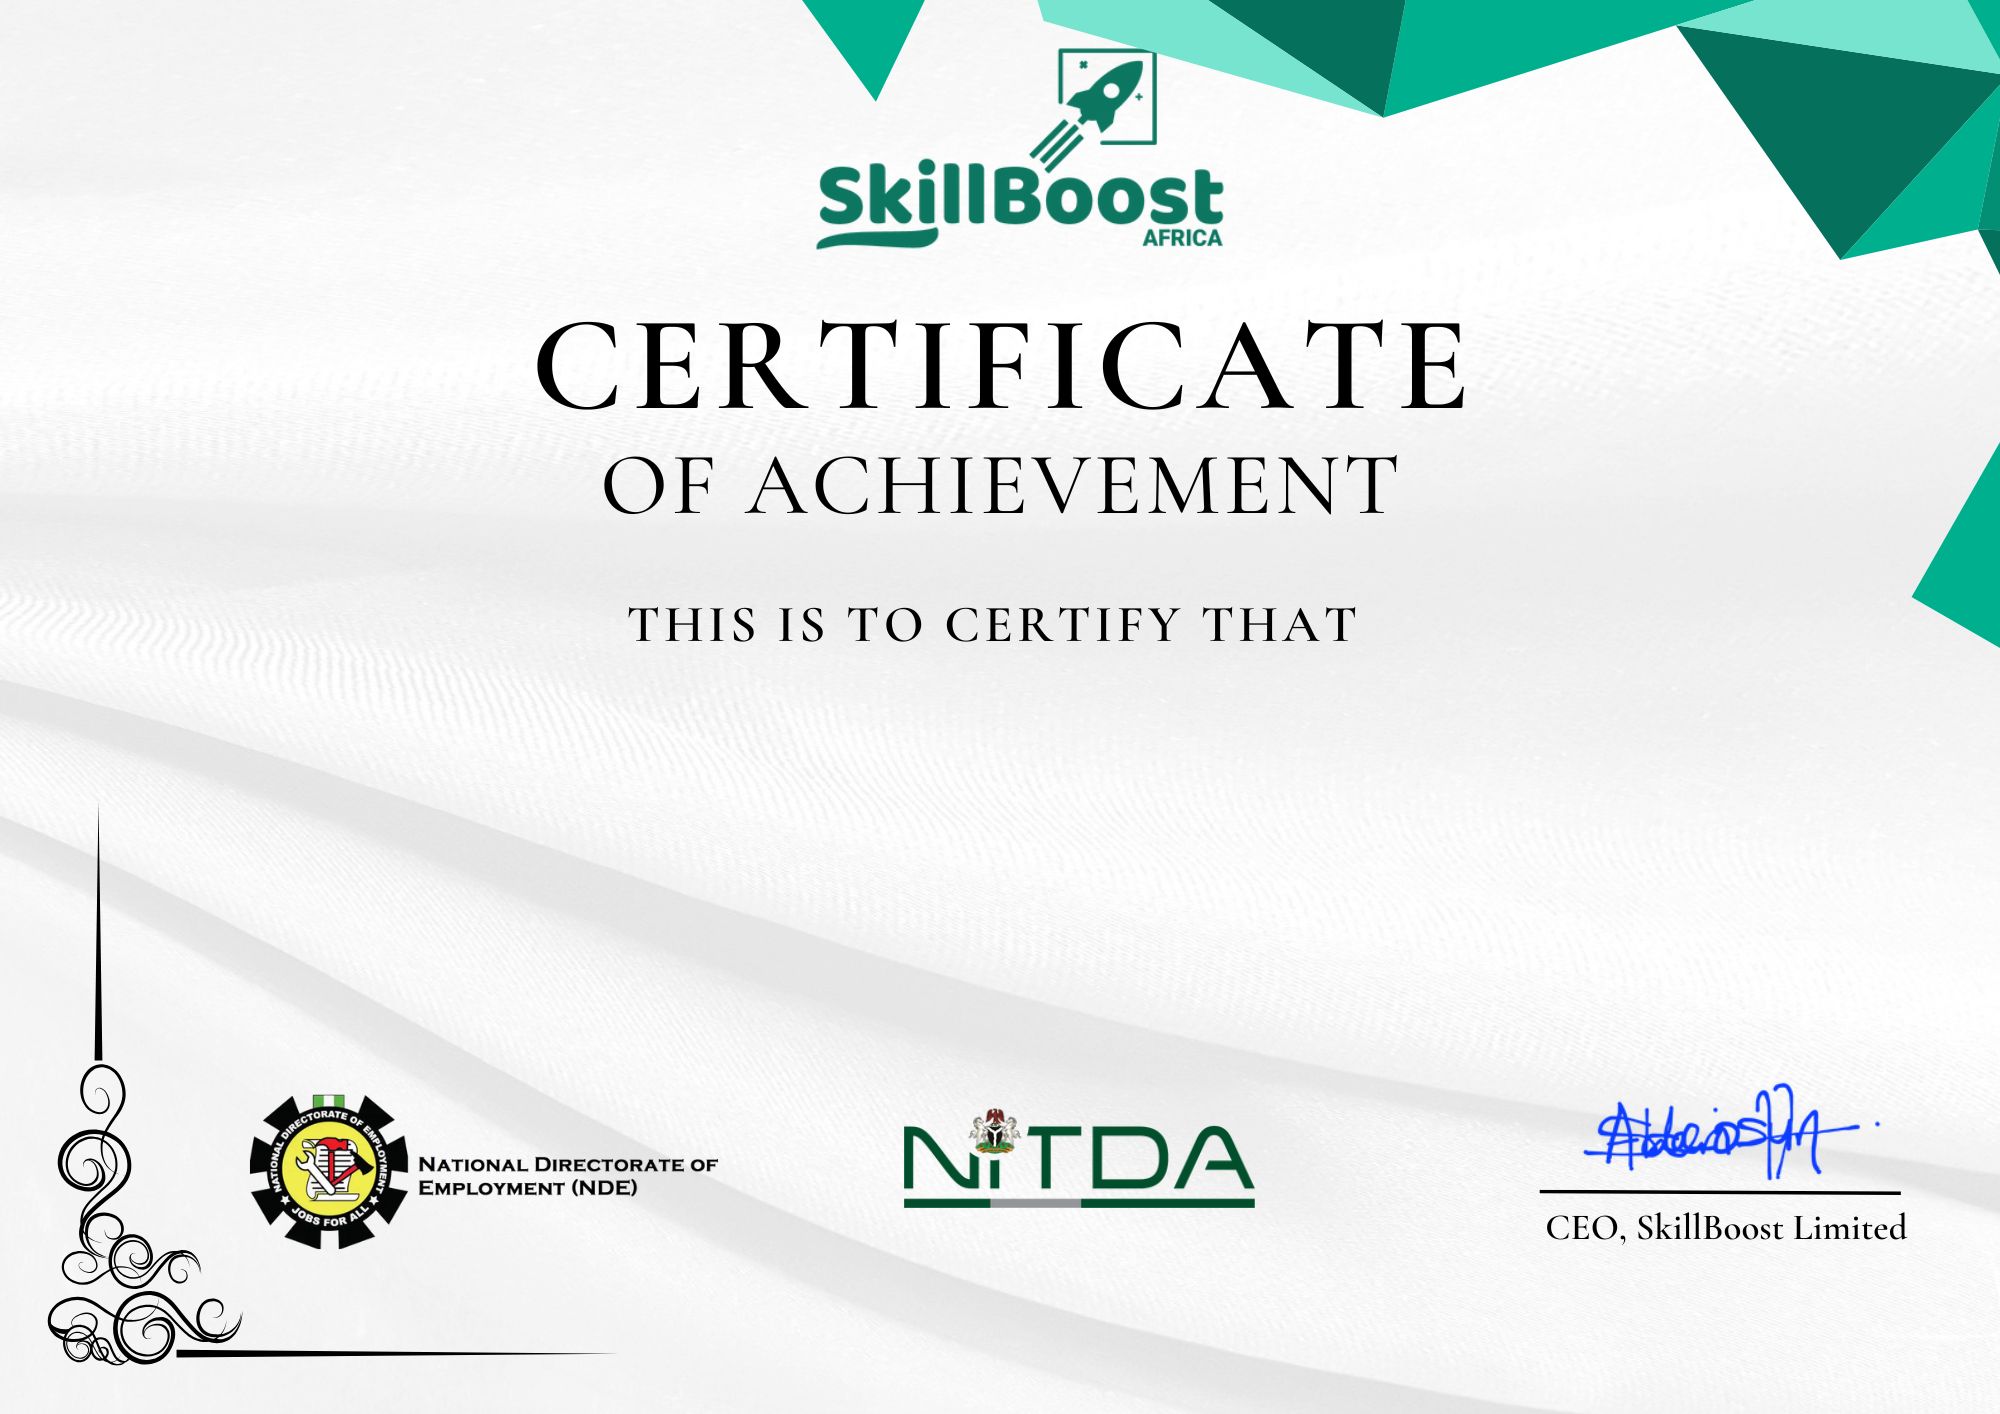 SkillBoost
AFRICA
CERTIFICATE
OF ACHIEVEMENT
THIS IS TO CERTIFY THAT
NATIONAL DIRECTORATE OF EMPLOYMENT
JOBS FOR ALL
NATIONAL DIRECTORATE OF
EMPLOYMENT (NDE)
NiTDA
CEO, SkillBoost Limited